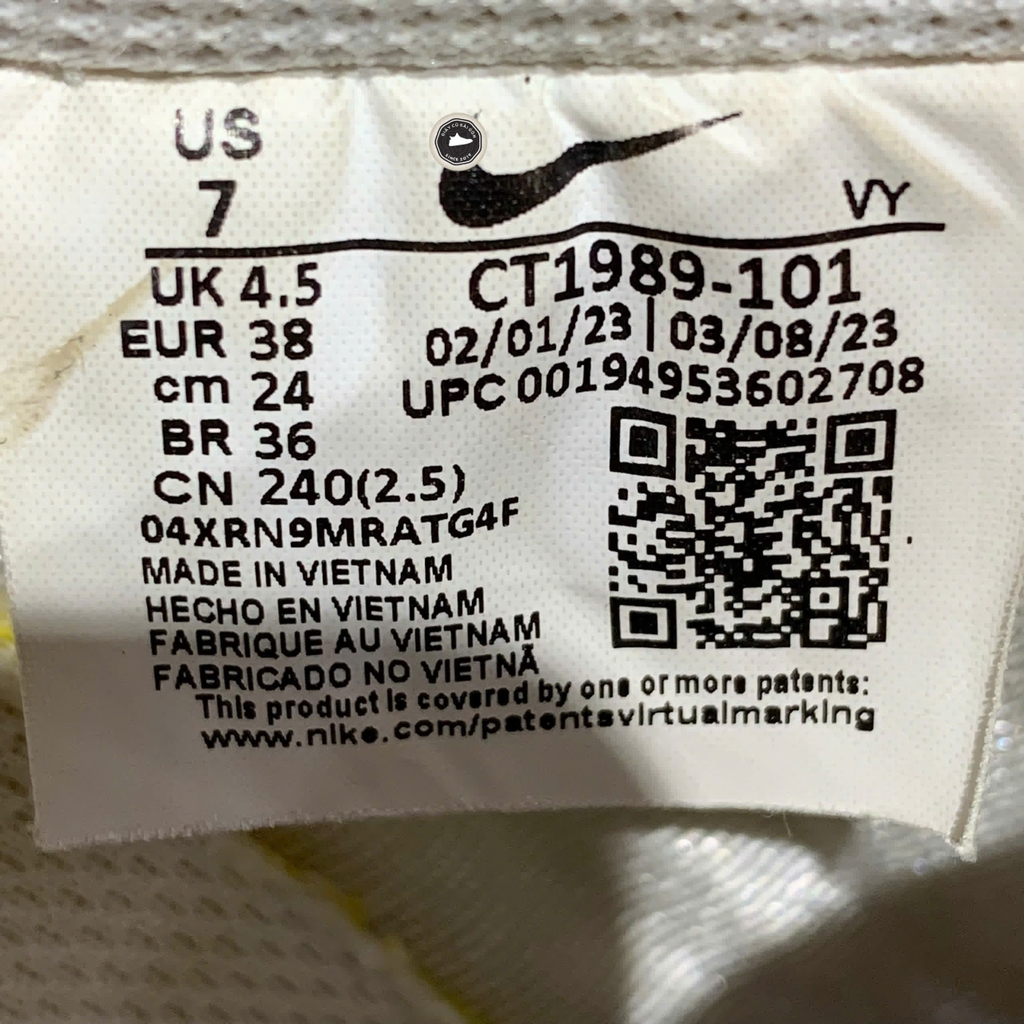 US
7
VY
UK 4.5
EUR 38
cm 24
BR 36
CN 240(2.5)
04XRN9MRATG4F
CT1989-101
02/01/23 | 03/08/23
UPC 00194953602708
MADE IN VIETNAM
HECHO EN VIETNAM
FABRIQUE AU VIETNAM
FABRICADO NO VIETNÃ
This product is covered by one or more patents:
www.nike.com/patentsvirtualmarking